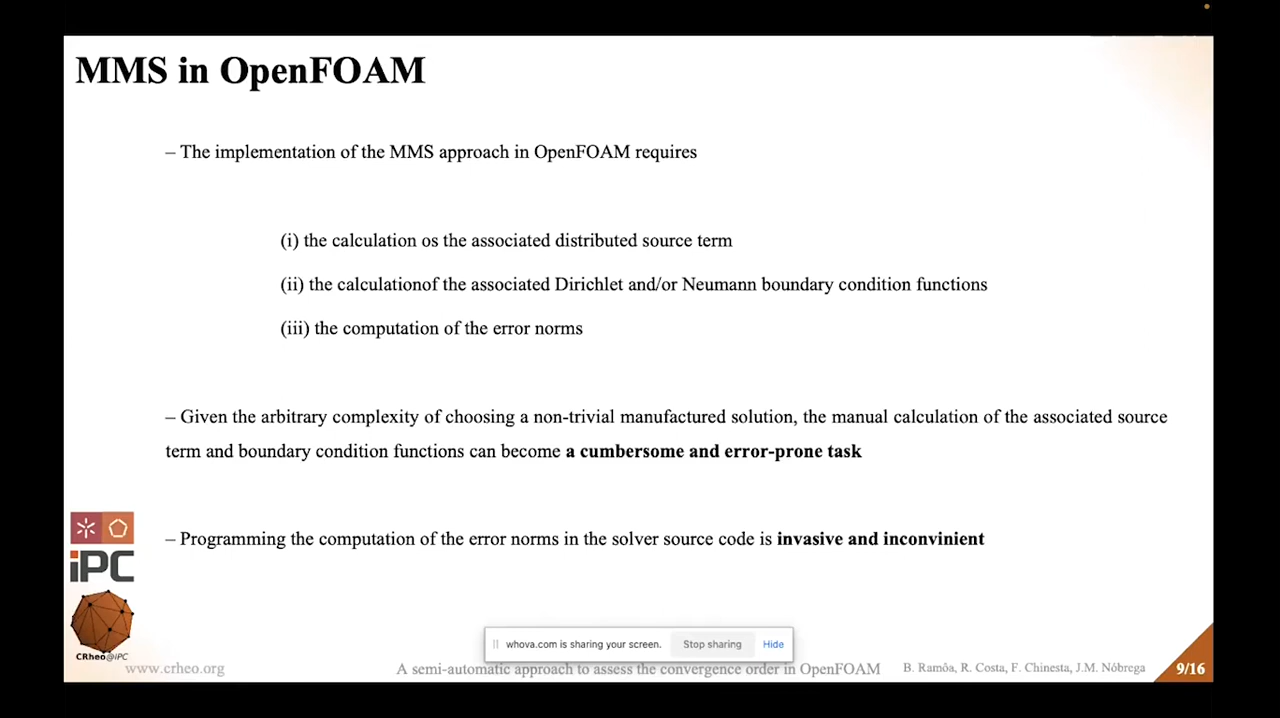 MMS in OpenFOAM
– The implementation of the MMS approach in OpenFOAM requires
(i) the calculation os the associated distributed source term
(ii) the calculationof the associated Dirichlet and/or Neumann boundary condition functions
(iii) the computation of the error norms
– Given the arbitrary complexity of choosing a non-trivial manufactured solution, the manual calculation of the associated source
term and boundary condition functions can become a cumbersome and error-prone task
– Programming the computation of the error norms in the solver source code is invasive and inconvinient
iPC
CRheo@iPC
whova.com is sharing your screen. Stop sharing Hide
www.crheo.org
A semi-automatic approach to assess the convergence order in OpenFOAM
B. Ramôa, R. Costa, F. Chinesta, J.M. Nóbrega
9/16